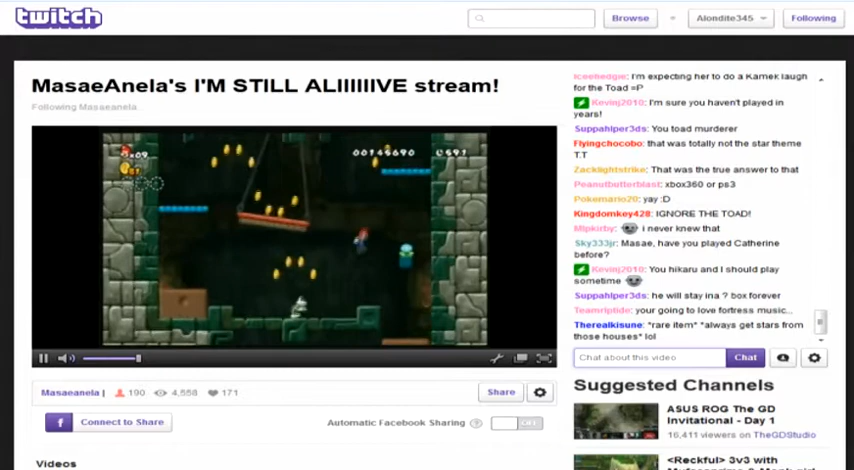 twitch
Browse
Alondite345
Following
MasaeAnela's I'M STILL ALIIIIIIVE stream!
Following Masaeanela
00145690
591
Iceehedgie: I'm expecting her to do a Kamek laugh
for the Toad =P
Kevinj2010: I'm sure you haven't played in
years!
Suppahlper3ds: You toad murderer
Flyingchocobo: that was totally not the star theme
T.T
Zacklightstrike: That was the true answer to that
Peanutbutterblast: xbox360 or ps3
Pokemario20: yay :D
Kingdomkey428: IGNORE THE TOAD!
Mlpkirby: i never knew that
Sky333jr: Masae, have you played Catherine
before?
Kevinj2010: You hikaru and I should play
sometime
Suppahlper3ds: he will stay ina ? box forever
Teamriptide: your going to love fortress music...
Therealkisune: *rare item* *always get stars from
those houses* lol
Chat about this video
Chat
Masaeanela |
190
4,558
171
Share
f Connect to Share
Automatic Facebook Sharing ?
OFF
Videos
Suggested Channels
ASUS ROG The GD
Invitational - Day 1
16,411 viewers on TheGDStudio
<Reckful> 3v3 with